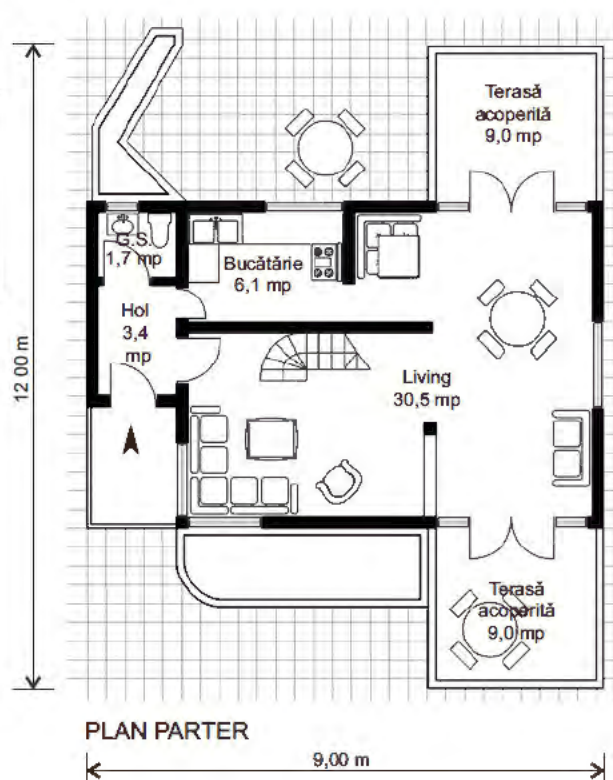 Terasă
acoperită
9,0 mp
G.S.
1,7 mp
Bucătărie
6,1 mp
Hol
3,4
mp
Living
30,5 mp
12 00 m
Terasă
acoperită
9,0 mp
PLAN PARTER
9,00 m